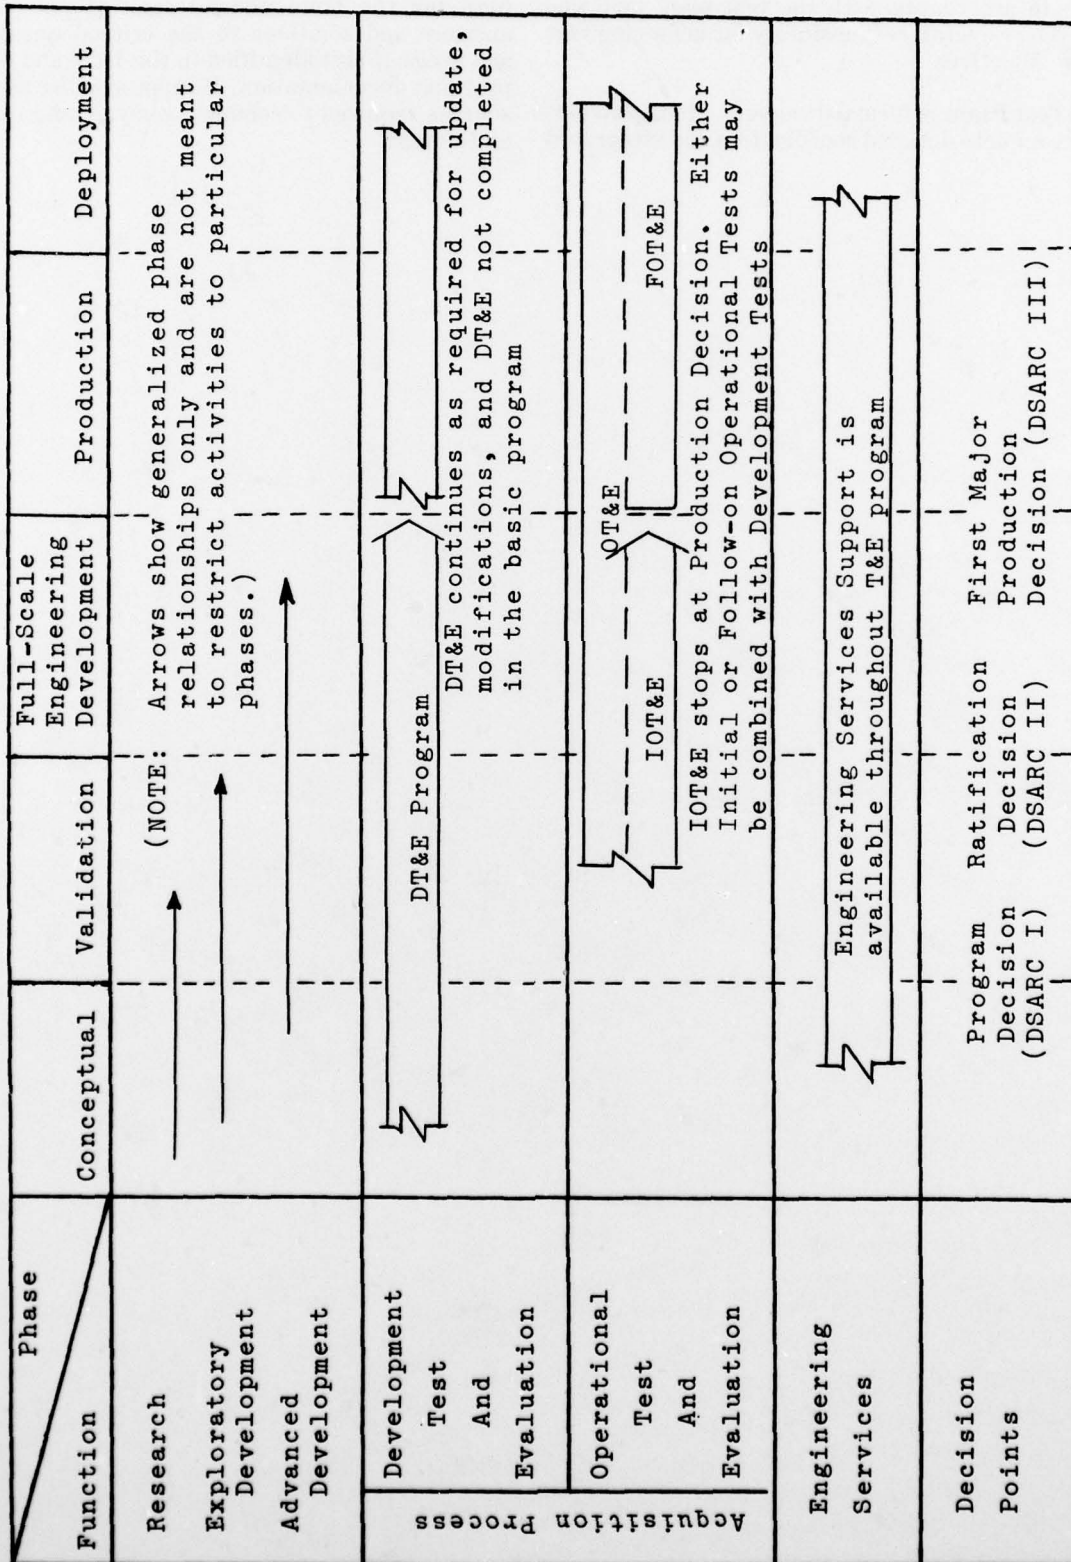 Phase
Function
Conceptual
Validation
Full-Scale
Engineering
Development
Production
Deployment
Research
Exploratory
Development
Advanced
Development
(NOTE: Arrows show generalized phase
relationships only and are not meant
to restrict activities to particular
phases.)
Acquisition Process
Development
Test
And
Evaluation
DT&E Program
DT&E continues as required for update,
modifications, and DT&E not completed
in the basic program
Operational
Test
And
Evaluation
OT&E
IOT&E
FOT&E
IOT&E stops at Production Decision. Either
Initial or Follow-on Operational Tests may
be combined with Development Tests
Engineering
Services
Engineering Services Support is
available throughout T&E program
Decision
Points
Program
Decision
(DSARC I)
Ratification
Decision
(DSARC II)
First Major
Production
Decision (DSARC III)